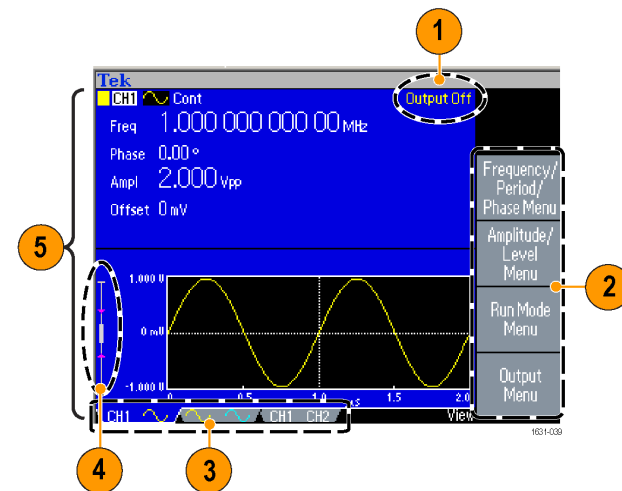 1
Tek
CH1 Cont
Output Off
Freq 1.000 000 000 00 MHz
Phase 0.00 °
Ampl 2.000 Vpp
Offset 0 mV
Frequency/
Period/
Phase Menu
Amplitude/
Level
Menu
Run Mode
Menu
Output
Menu
5
2
1.000 V
0 mV
-1.000 V
0 0.5 1.0 1.5 2.0
µs
CH1 CH1 CH2 View
1631-039
4
3